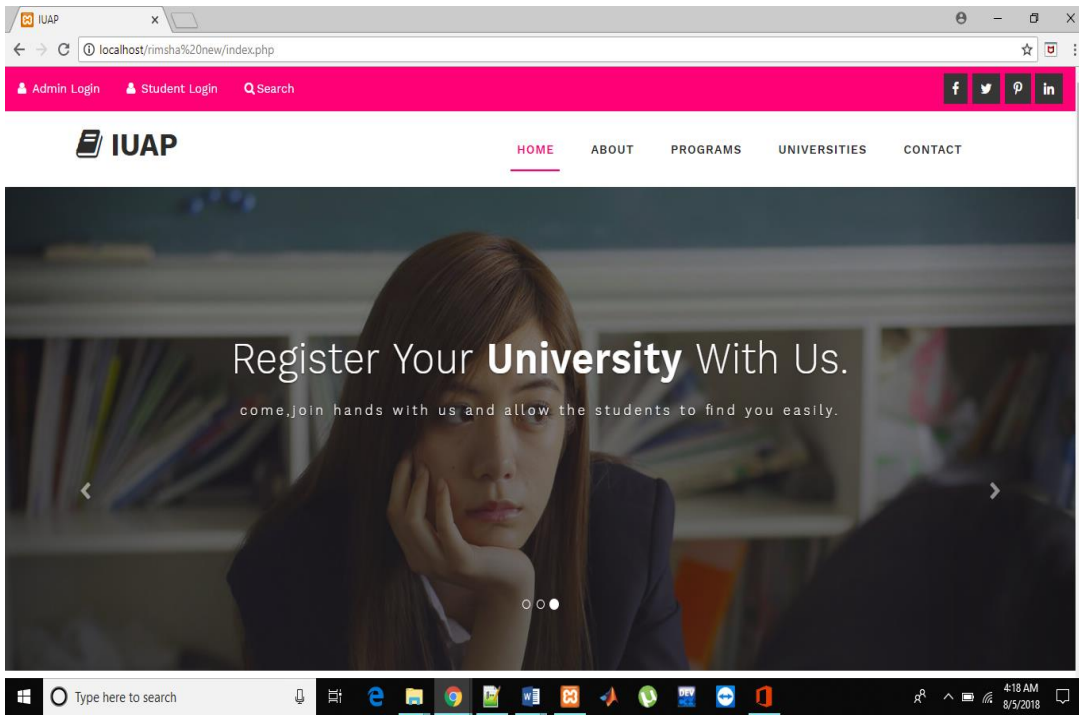 IUAP
localhost/rimsha%20new/index.php
Admin Login Student Login Search
IUAP
HOME ABOUT PROGRAMS UNIVERSITIES CONTACT
Register Your University With Us.
come,join hands with us and allow the students to find you easily.
Type here to search
4:18 AM
8/5/2018